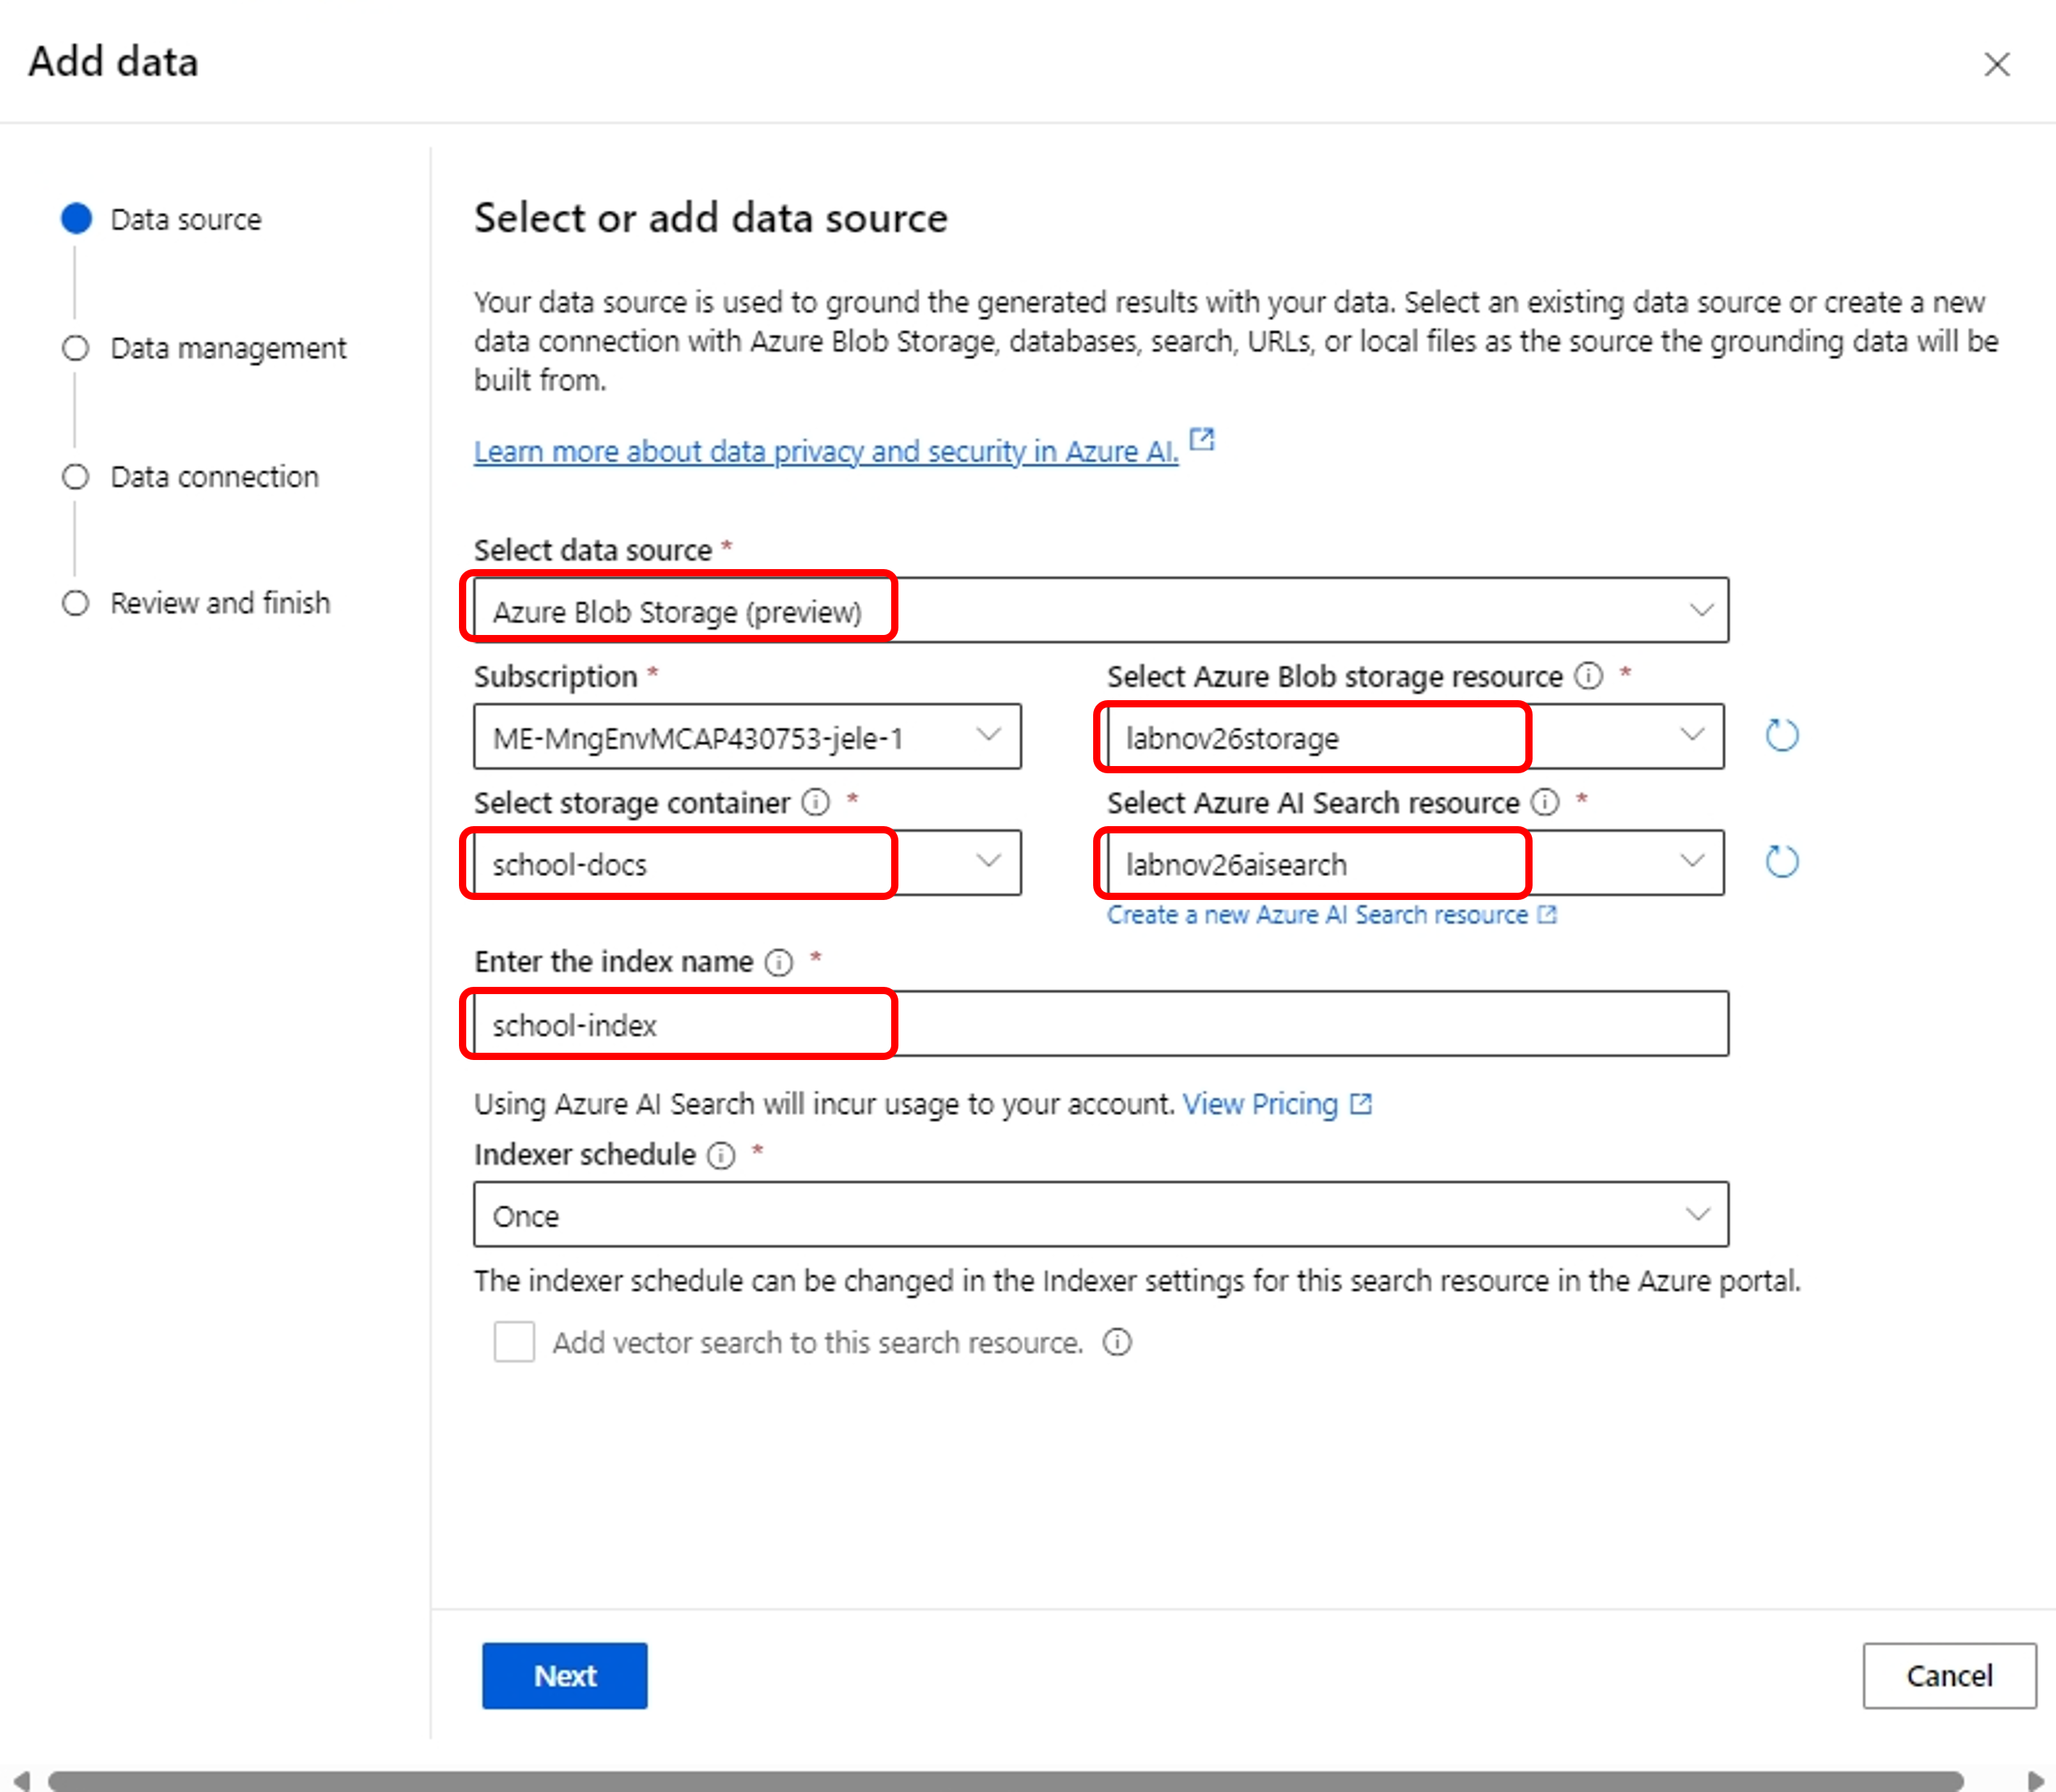 Add data
Data source
Data management
Data connection
Review and finish
Select or add data source
Your data source is used to ground the generated results with your data. Select an existing data source or create a new
data connection with Azure Blob Storage, databases, search, URLs, or local files as the source the grounding data will be
built from.
Learn more about data privacy and security in Azure AI.
Select data source *
Azure Blob Storage (preview)
Subscription *
Select Azure Blob storage resource *
ME-MngEnvMCAP430753-jele-1
labnov26storage
Select storage container *
Select Azure AI Search resource *
school-docs
labnov26aisearch
Create a new Azure AI Search resource
Enter the index name *
school-index
Using Azure AI Search will incur usage to your account. View Pricing
Indexer schedule *
Once
The indexer schedule can be changed in the Indexer settings for this search resource in the Azure portal.
Add vector search to this search resource.
Next
Cancel